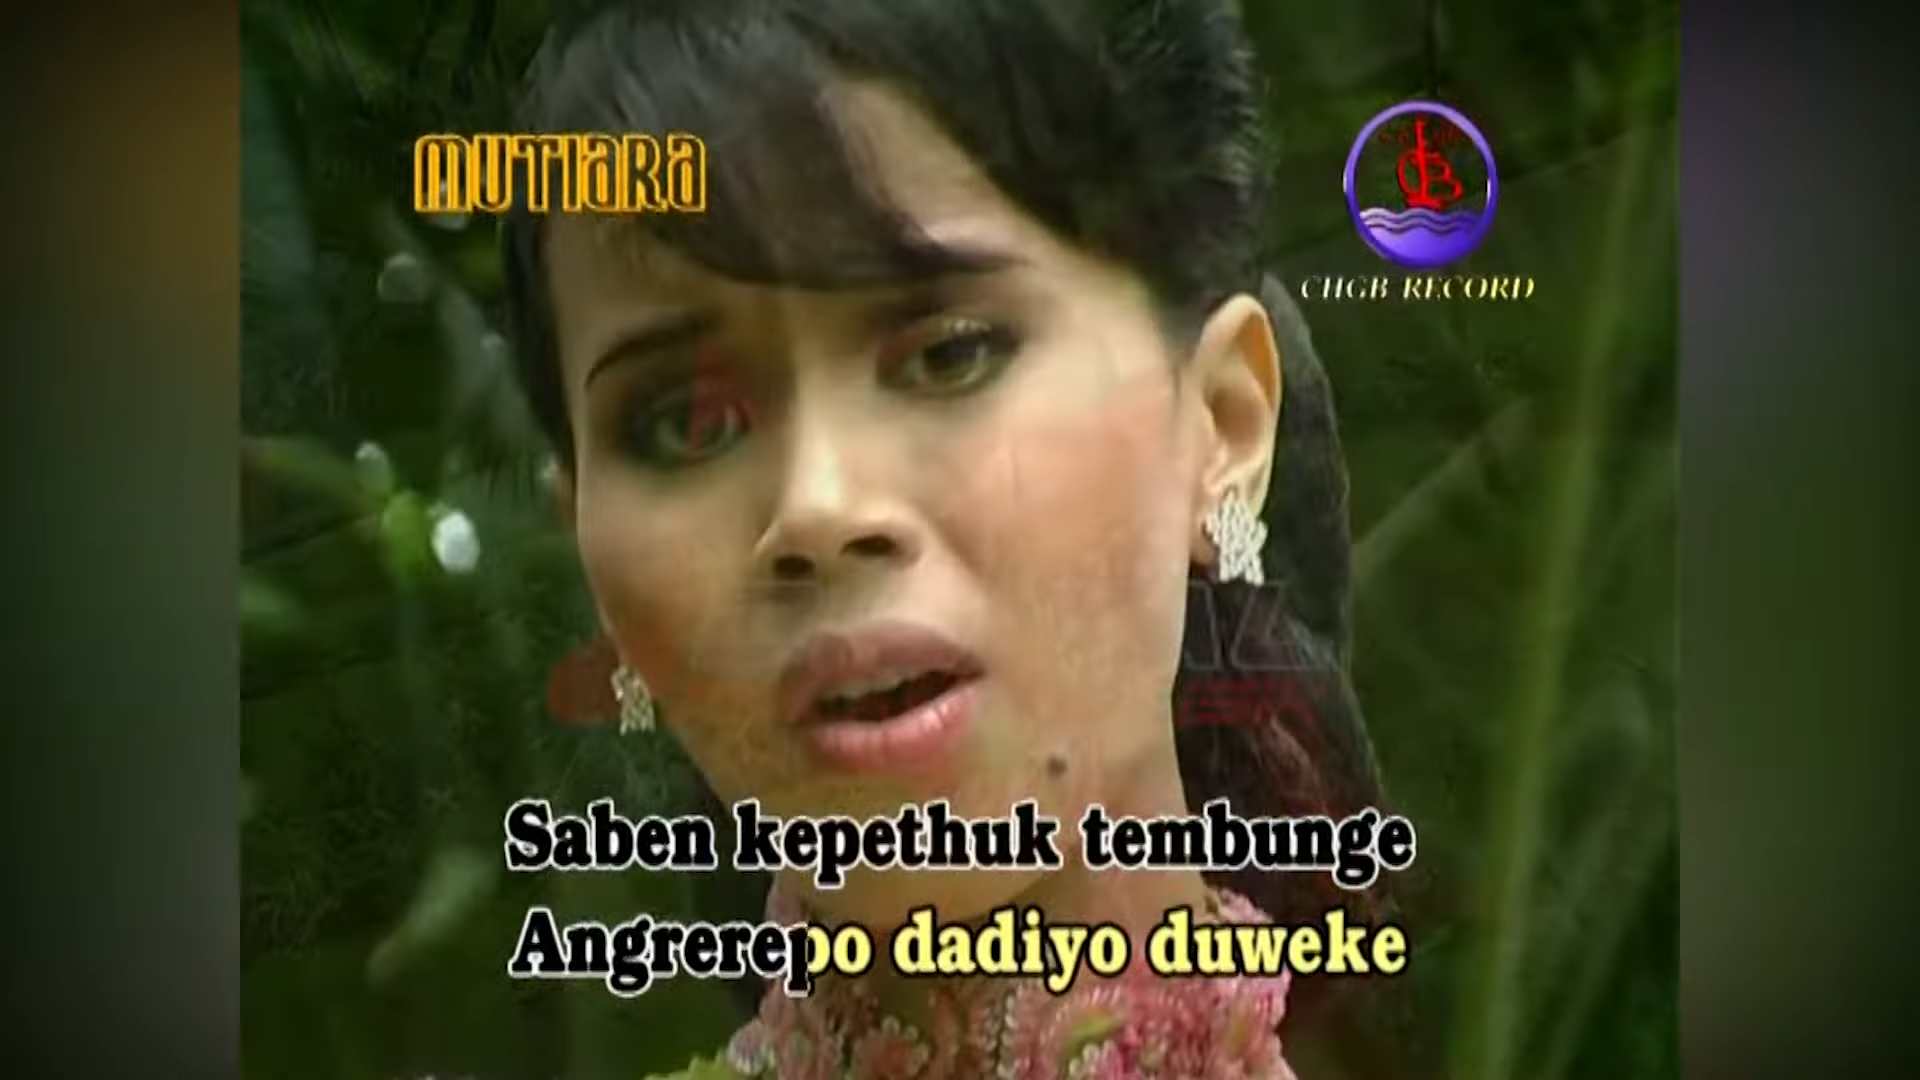 MUTIARA
CHGB RECORD
Saben kepethuk tembunge
Angrerepo dadiyo duweke